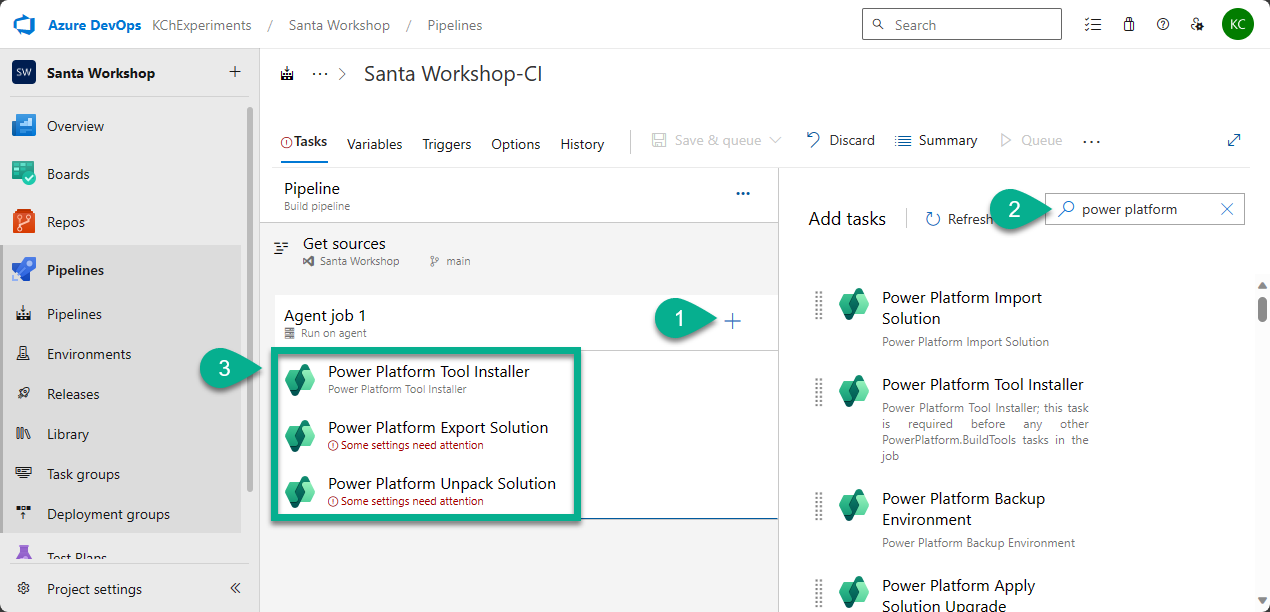 Azure DevOps KChExperiments / Santa Workshop / Pipelines
Search
KC
SW Santa Workshop
Overview
Boards
Repos
Pipelines
Pipelines
Environments
Releases
Library
Task groups
Deployment groups
Test Plans
Project settings
Santa Workshop-CI
Tasks Variables Triggers Options History
Save & queue Discard Summary Queue
Pipeline
Build pipeline
Get sources
Santa Workshop main
Agent job 1
Run on agent
1
3
Power Platform Tool Installer
Power Platform Tool Installer
Power Platform Export Solution
Some settings need attention
Power Platform Unpack Solution
Some settings need attention
Add tasks
Refresh
2
power platform
Power Platform Import
Solution
Power Platform Import Solution
Power Platform Tool Installer
Power Platform Tool Installer; this task
is required before any other
PowerPlatform.BuildTools tasks in the
job
Power Platform Backup
Environment
Power Platform Backup Environment
Power Platform Apply
Solution Upgrade